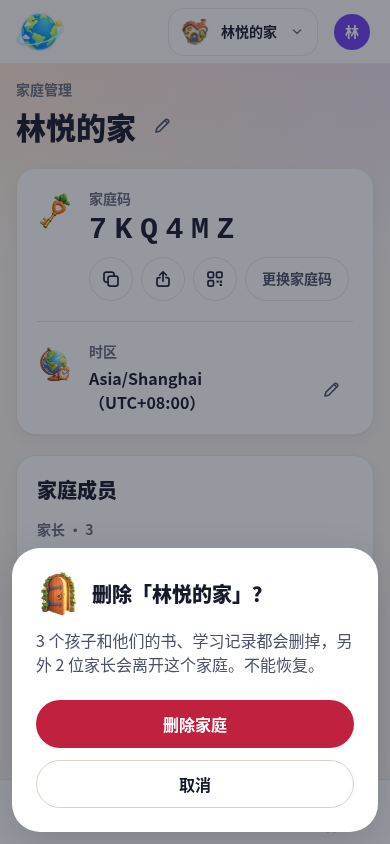 林悦的家
林
家庭管理
林悦的家
家庭码
7KQ4MZ
更换家庭码
时区
Asia/Shanghai
（UTC+08:00）
家庭成员
家长 · 3
删除「林悦的家」?
3 个孩子和他们的书、学习记录都会删掉，另
外 2 位家长会离开这个家庭。不能恢复。
删除家庭
取消